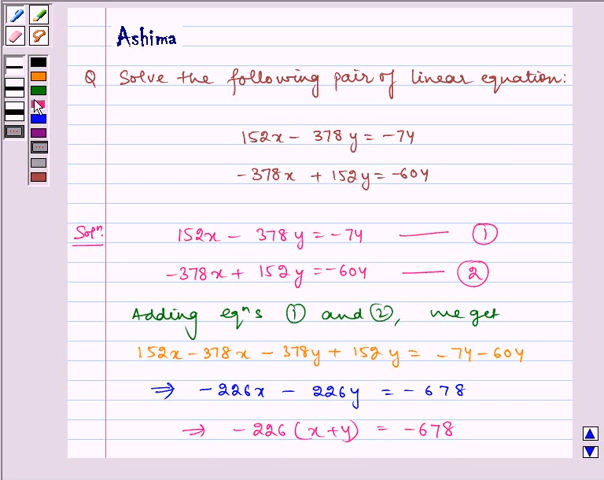 Ashima
Q Solve the following pair of linear equation:
152x - 378y = -74
-378x + 152y = -604
Solⁿ. 152x - 378y = -74 —— ①
-378x + 152y = -604 —— ②
Adding eqⁿs ① and ②, we get
152x - 378x - 378y + 152y = -74 - 604
⇒ -226x - 226y = -678
⇒ -226(x+y) = -678